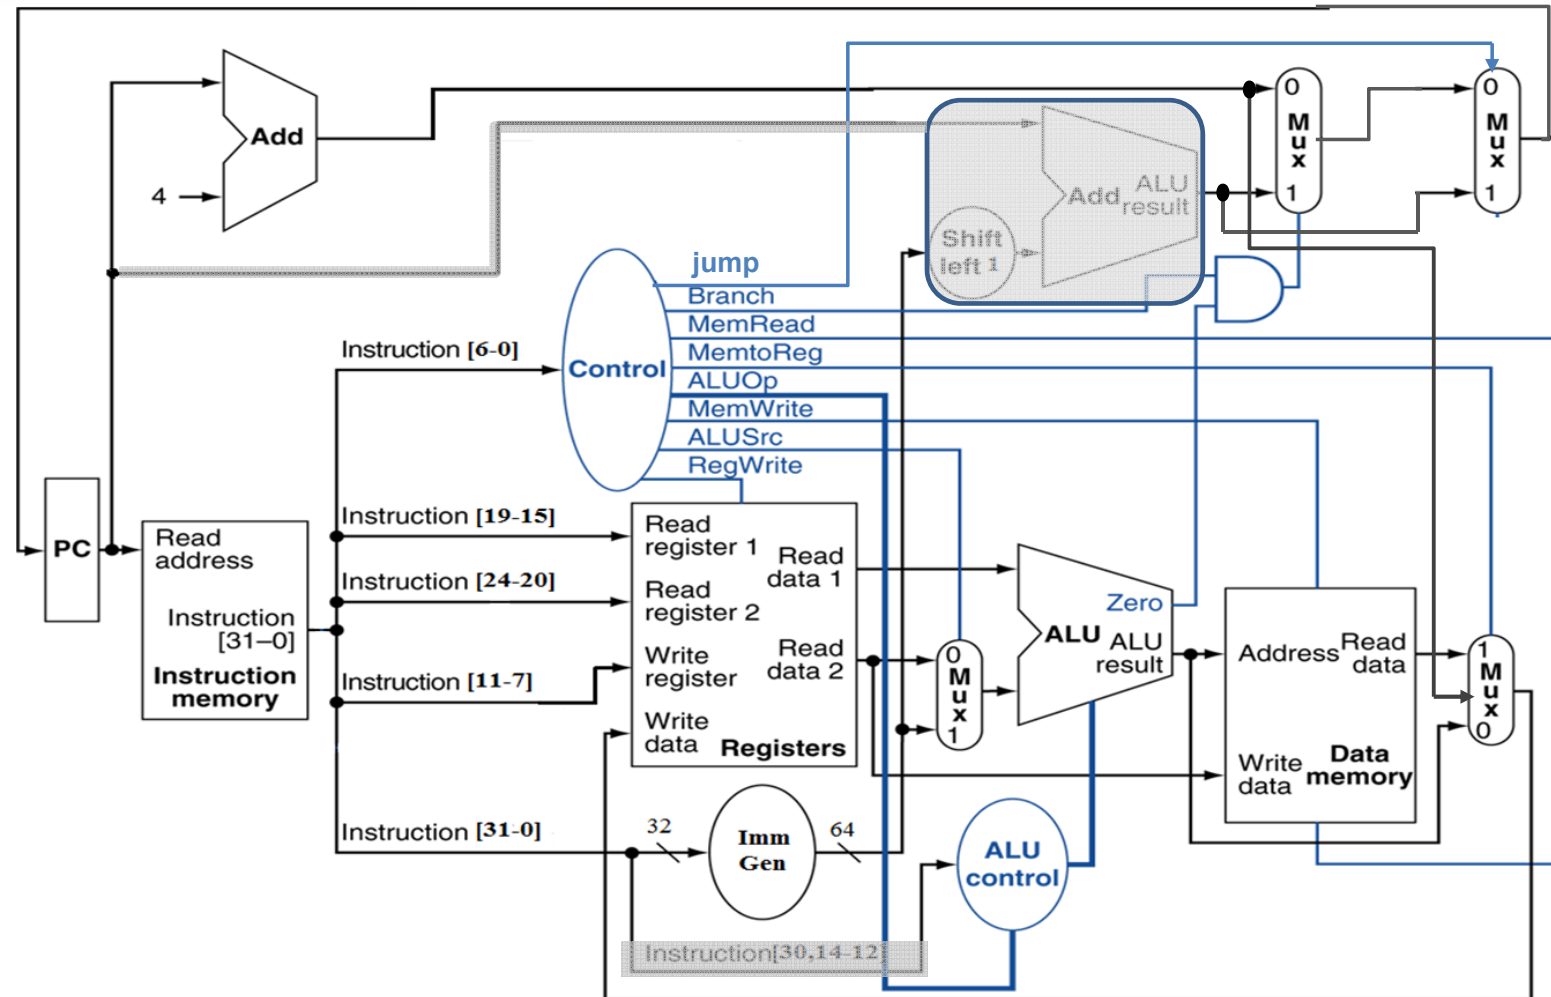 0
Mux
1
0
Mux
1
Add
4
Add
ALU
result
Shift
left 1
jump
Branch
MemRead
MemtoReg
ALUOp
MemWrite
ALUSrc
RegWrite
Control
Instruction [6-0]
PC
Read
address
Instruction
[31–0]
Instruction
memory
Instruction [19-15]
Instruction [24-20]
Instruction [11-7]
Instruction [31-0]
Read
register 1
Read
register 2
Write
register
Write
data
Read
data 1
Read
data 2
Registers
0
Mux
1
Zero
ALU
ALU
result
Address
Read
data
Write
data
Data
memory
1
Mux
0
32
Imm
Gen
64
ALU
control
Instruction[30,14-12]